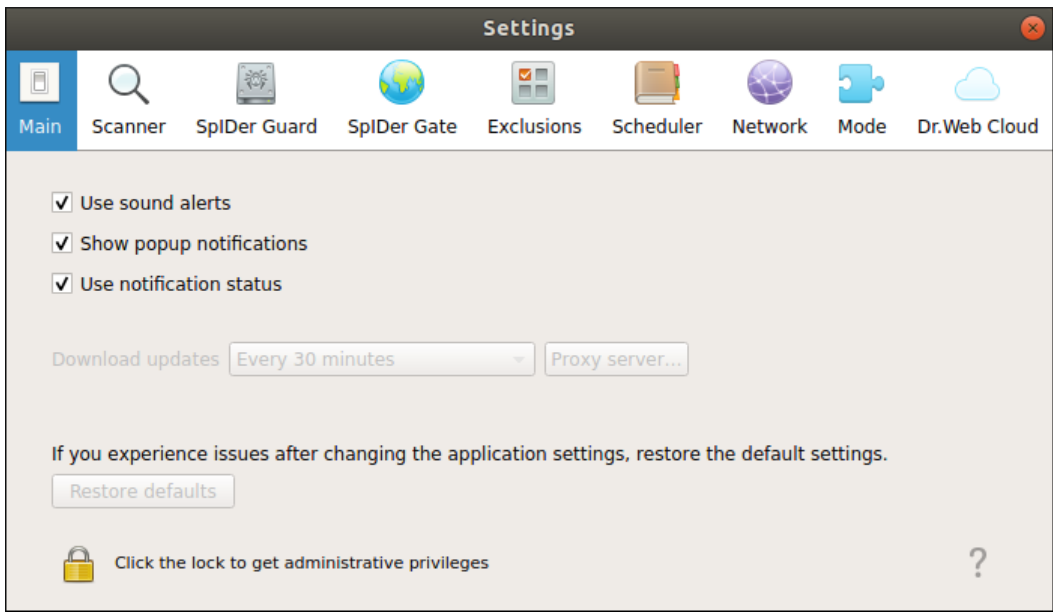 Settings
Main Scanner SpIDer Guard SpIDer Gate Exclusions Scheduler Network Mode Dr.Web Cloud
Use sound alerts
Show popup notifications
Use notification status
Download updates Every 30 minutes Proxy server...
If you experience issues after changing the application settings, restore the default settings.
Restore defaults
Click the lock to get administrative privileges ?